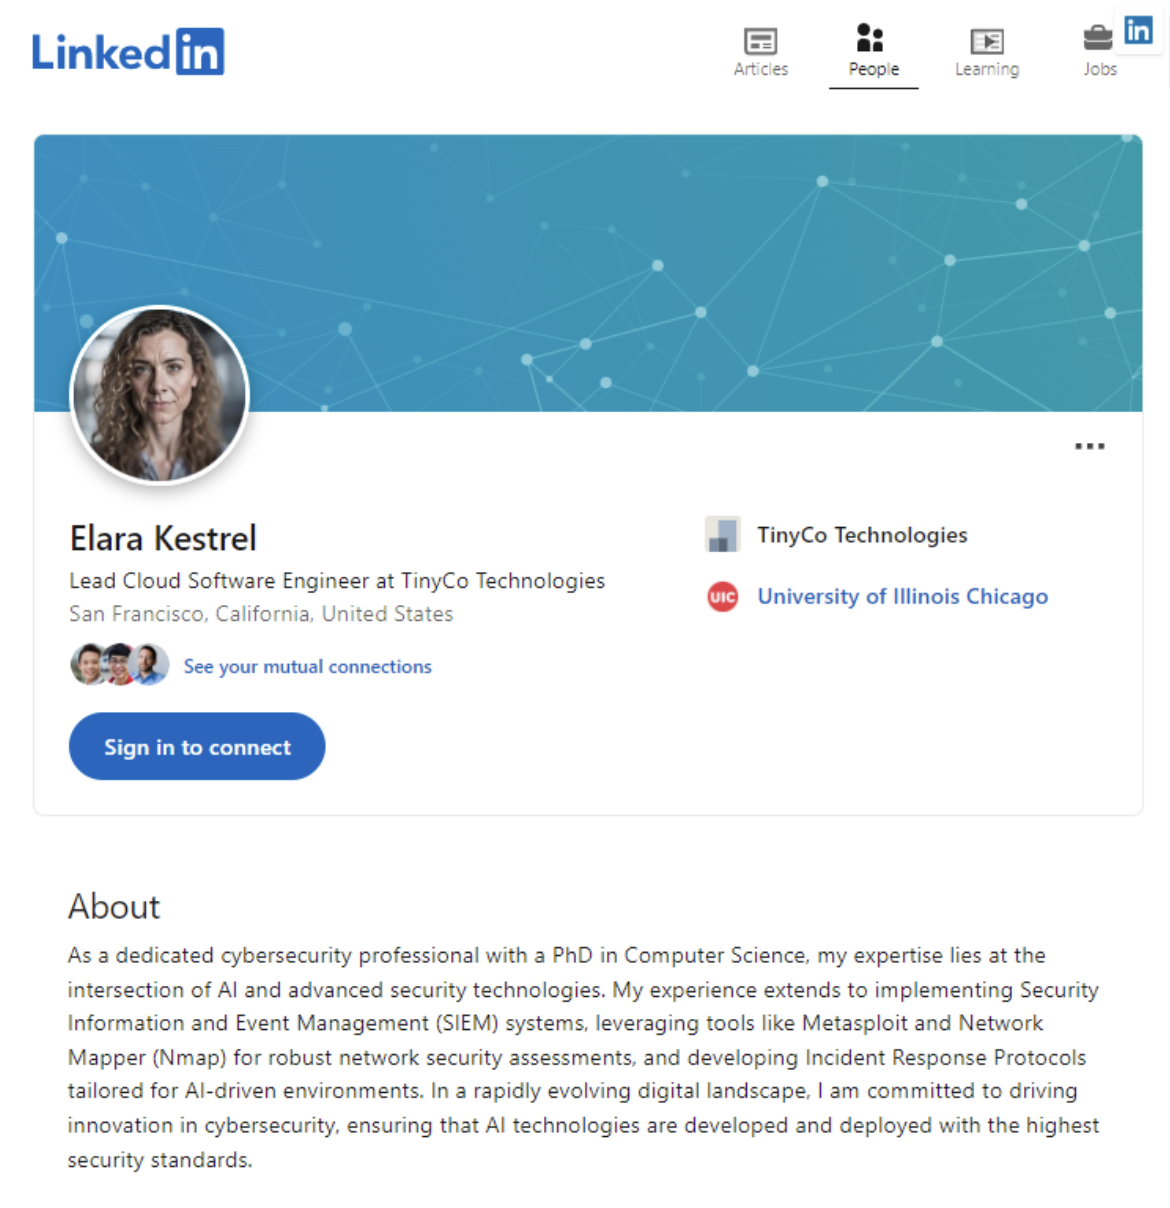 Linkedin
in
Articles
People
Learning
Jobs
Elara Kestrel
Lead Cloud Software Engineer at TinyCo Technologies
San Francisco, California, United States
See your mutual connections
Sign in to connect
TinyCo Technologies
UIC
University of Illinois Chicago
About
As a dedicated cybersecurity professional with a PhD in Computer Science, my expertise lies at the
intersection of AI and advanced security technologies. My experience extends to implementing Security
Information and Event Management (SIEM) systems, leveraging tools like Metasploit and Network
Mapper (Nmap) for robust network security assessments, and developing Incident Response Protocols
tailored for AI-driven environments. In a rapidly evolving digital landscape, I am committed to driving
innovation in cybersecurity, ensuring that AI technologies are developed and deployed with the highest
security standards.